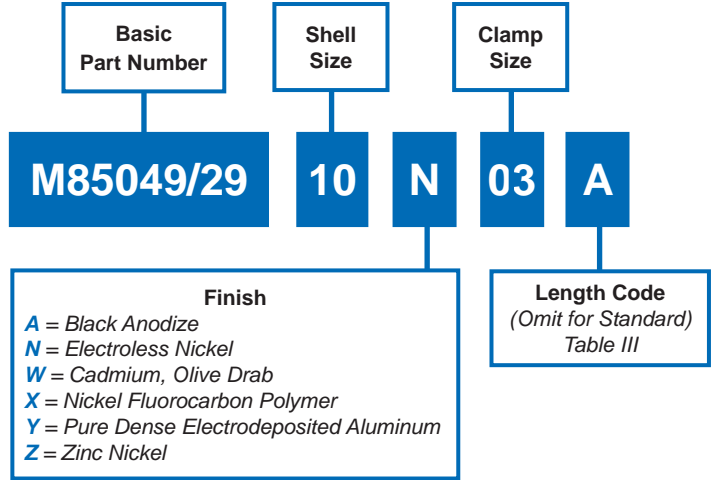 Basic
Part Number
Shell
Size
Clamp
Size
M85049/29 10 N 03 A
Finish
A = Black Anodize
N = Electroless Nickel
W = Cadmium, Olive Drab
X = Nickel Fluorocarbon Polymer
Y = Pure Dense Electrodeposited Aluminum
Z = Zinc Nickel
Length Code
(Omit for Standard)
Table III